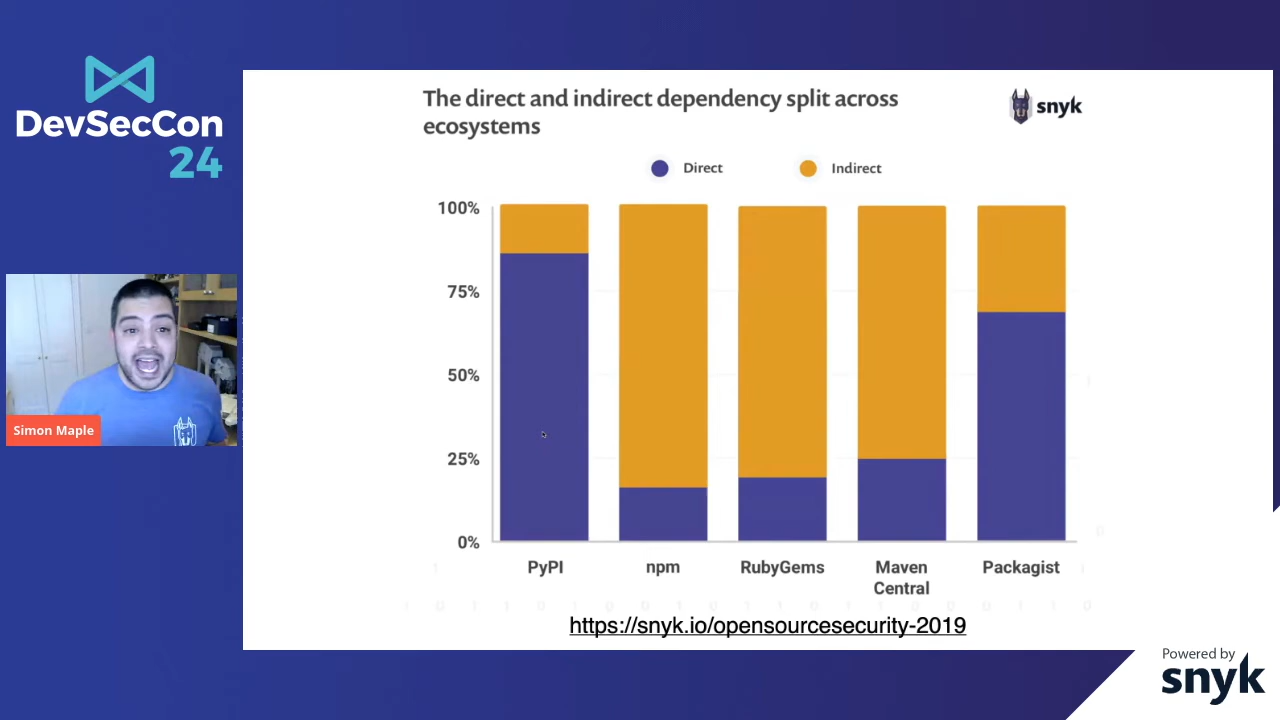 DevSecCon
24
The direct and indirect dependency split across
ecosystems
snyk
Direct
Indirect
100%
75%
50%
25%
0%
PyPI
npm
RubyGems
Maven
Central
Packagist
https://snyk.io/opensourcesecurity-2019
Simon Maple
Powered by
snyk